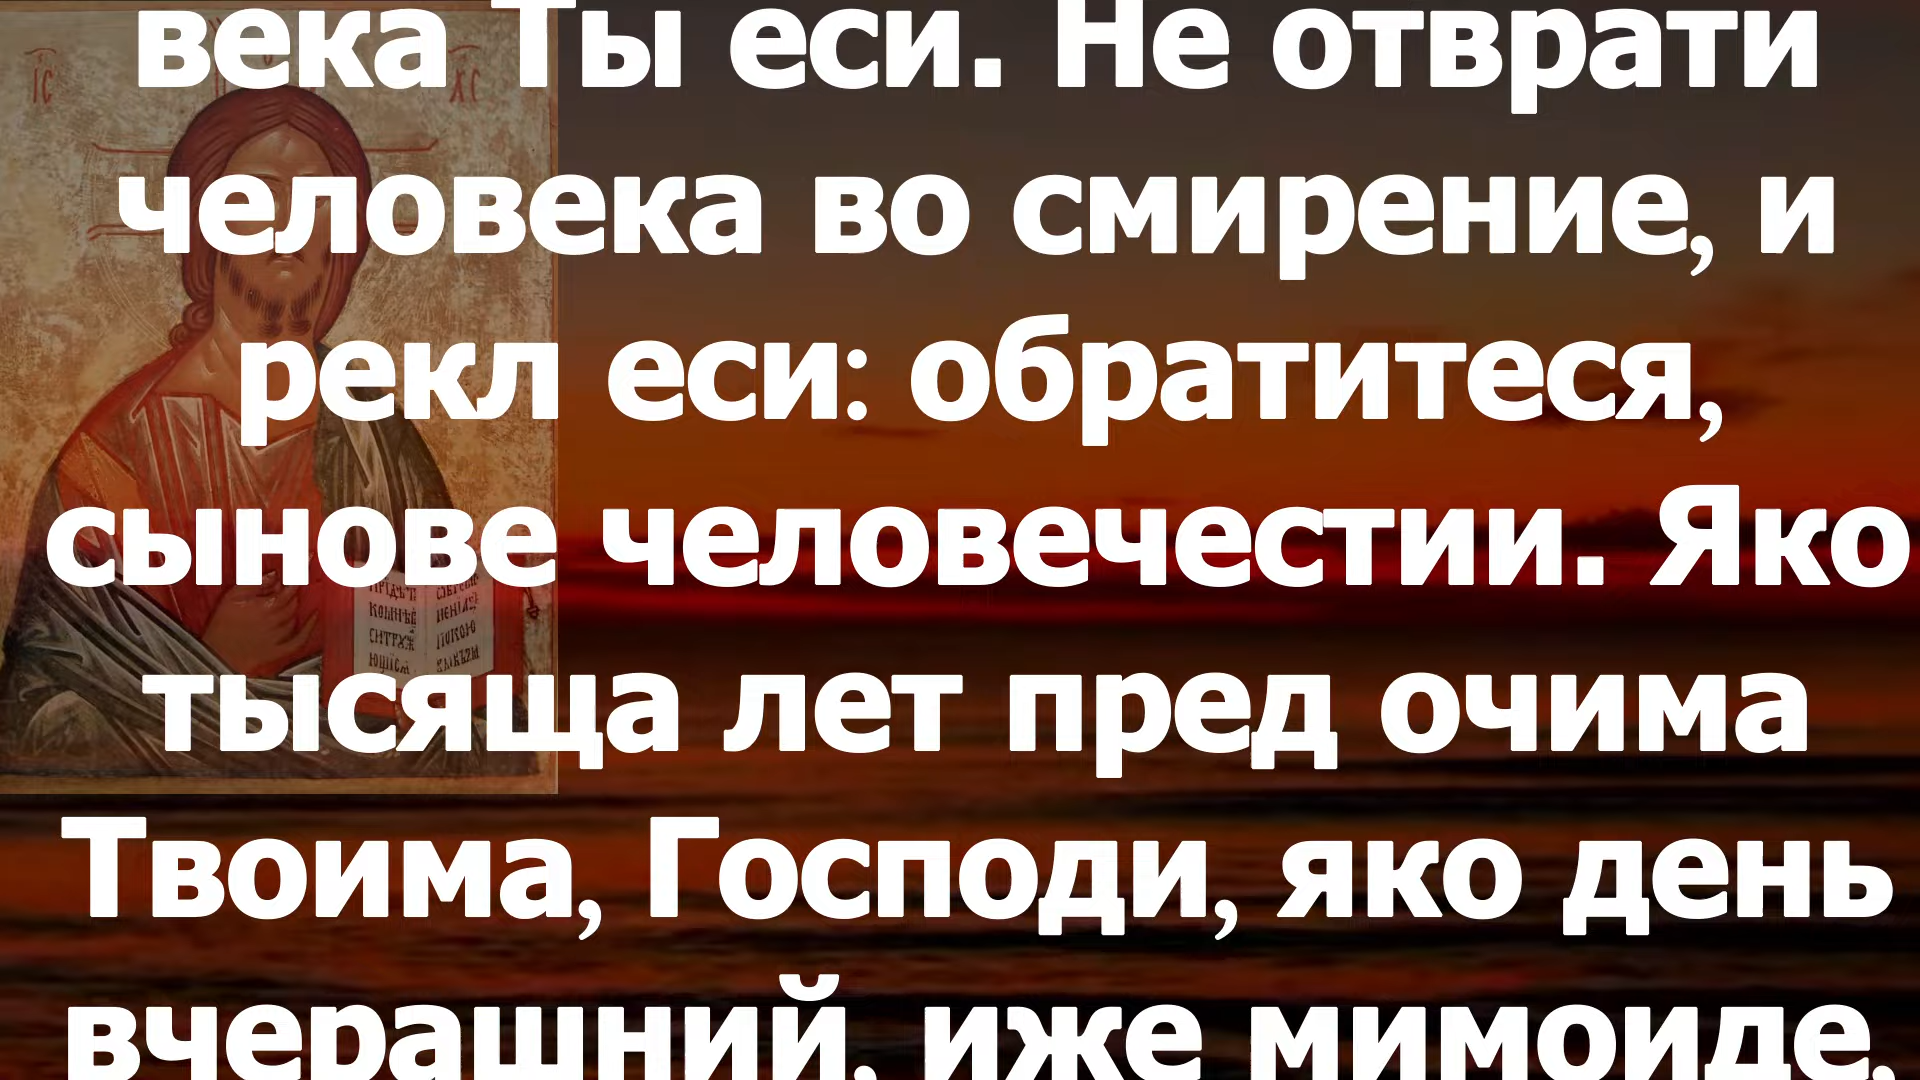 века Ты еси. Не отврати
человека во смирение, и
рекл еси: обратитеся,
сынове человечестии. Яко
тысяща лет пред очима
Твоима, Господи, яко день
вчерашний, иже мимоиде,